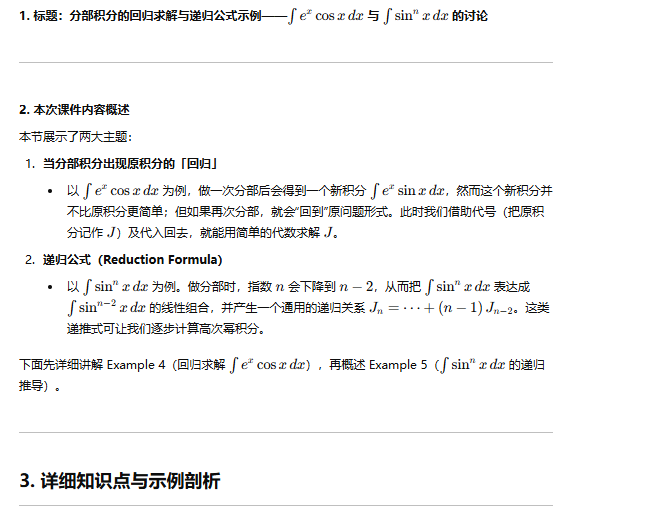 1. 标题：分部积分的回归求解与递归公式示例——∫ eˣ cos x dx 与 ∫ sinⁿ x dx 的讨论
2. 本次课件内容概述
本节展示了两大主题：
1. 当分部积分出现原积分的「回归」
• 以 ∫ eˣ cos x dx 为例，做一次分部后会得到一个新积分 ∫ eˣ sin x dx，然而这个新积分并
不比原积分更简单；但如果再次分部，就会“回到”原问题形式。此时我们借助代号（把原积
分记作 J）及代入回去，就能用简单的代数求解 J。
2. 递归公式（Reduction Formula）
• 以 ∫ sinⁿ x dx 为例。做分部时，指数 n 会下降到 n − 2，从而把 ∫ sinⁿ x dx 表达成
∫ sinⁿ⁻² x dx 的线性组合，并产生一个通用的递归关系 Jₙ = ⋯ + (n − 1) Jₙ₋₂。这类
递推式可让我们逐步计算高次幂积分。
下面先详细讲解 Example 4（回归求解 ∫ eˣ cos x dx），再概述 Example 5（∫ sinⁿ x dx 的递归
推导）。
3. 详细知识点与示例剖析